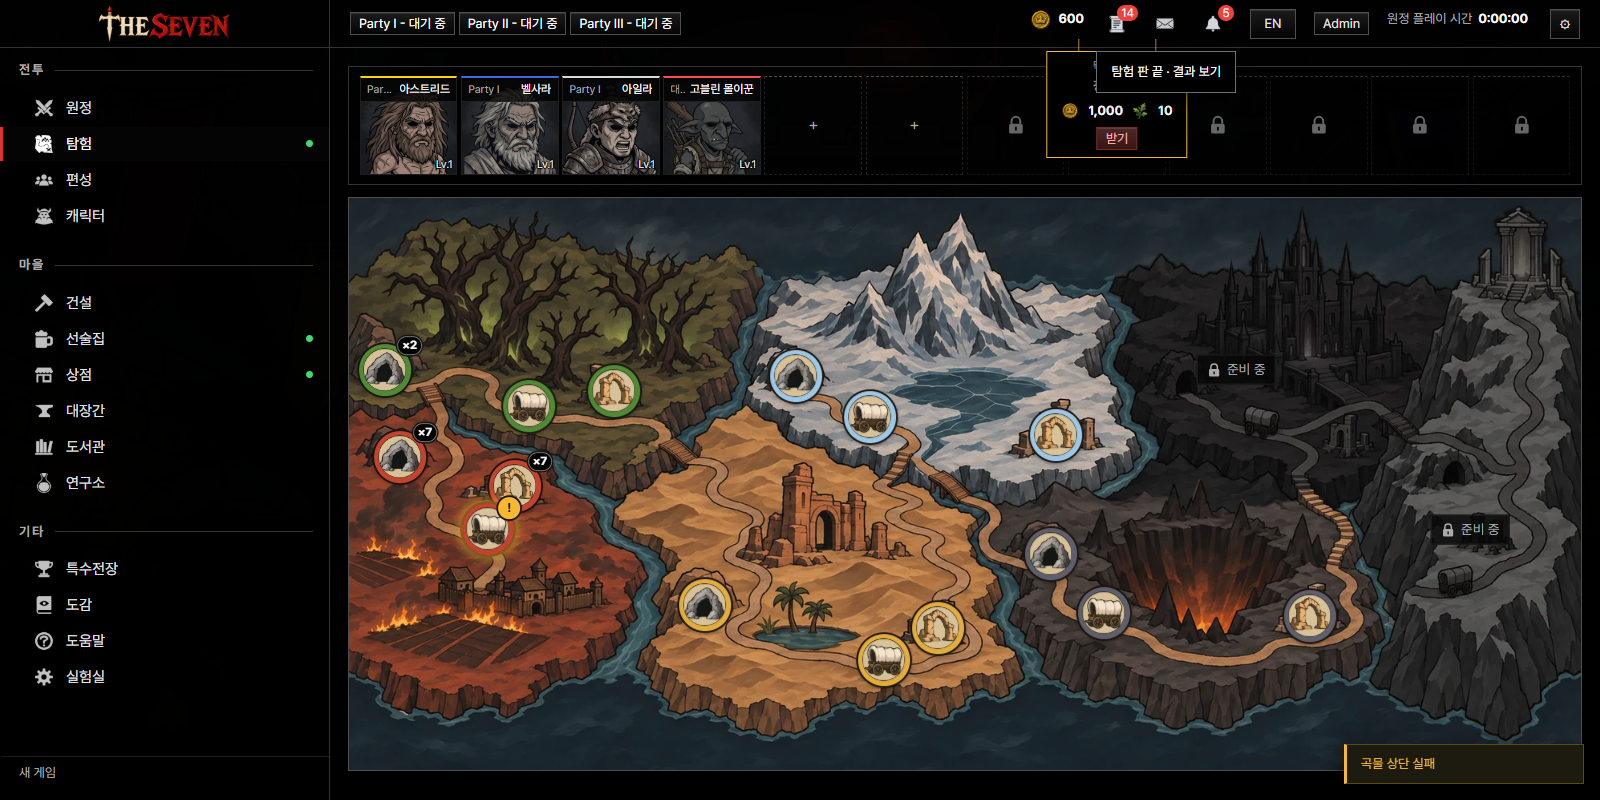 THE SEVEN
Party I - 대기 중
Party II - 대기 중
Party III - 대기 중
600
14
5
EN
Admin
원정 플레이 시간 0:00:00
전투
원정
탐험
편성
캐릭터
마을
건설
선술집
상점
대장간
도서관
연구소
기타
특수전장
도감
도움말
실험실
새 게임
Par... 아스트리드
Lv.1
Party I 벨사라
Lv.1
Party I 아일라
Lv.1
대.. 고블린 몰이꾼
Lv.1
+
+
탐험 판 끝 · 결과 보기
1,000 10
받기
×2
×7
×7
!
준비 중
준비 중
곡물 상단 실패